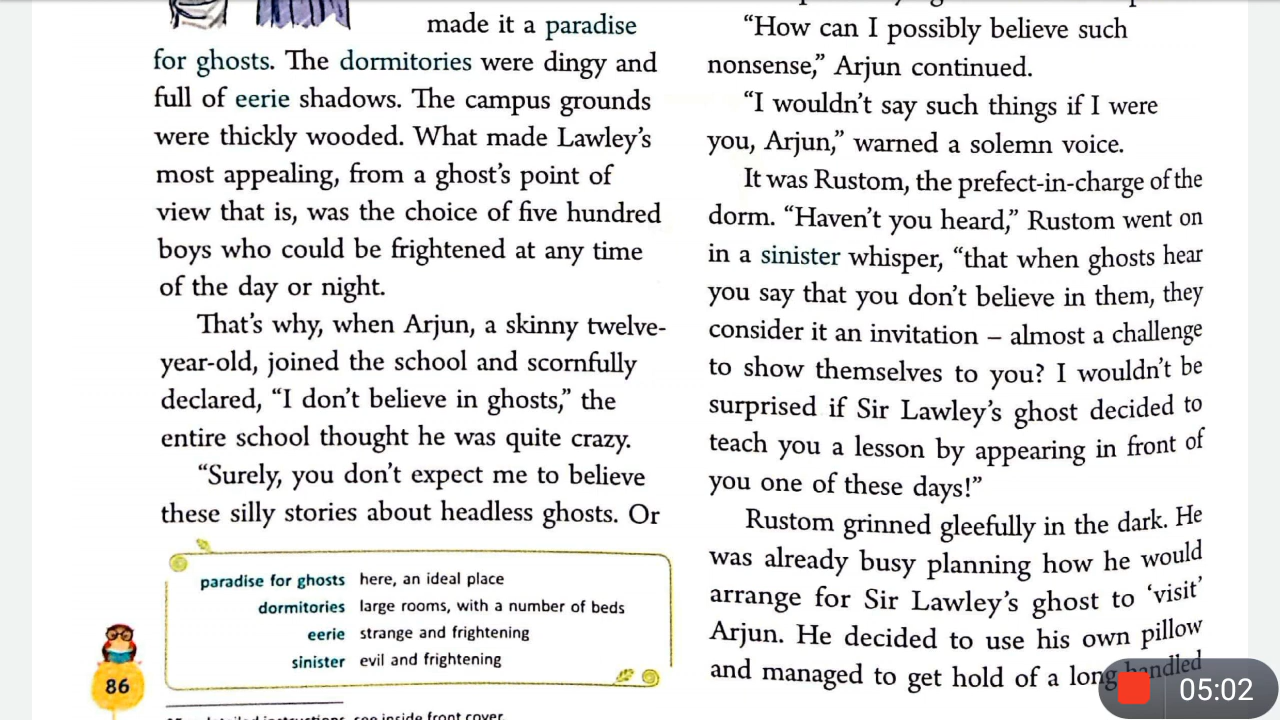 made it a paradise
for ghosts. The dormitories were dingy and
full of eerie shadows. The campus grounds
were thickly wooded. What made Lawley's
most appealing, from a ghost's point of
view that is, was the choice of five hundred
boys who could be frightened at any time
of the day or night.
That's why, when Arjun, a skinny twelve-
year-old, joined the school and scornfully
declared, “I don't believe in ghosts,” the
entire school thought he was quite crazy.
“Surely, you don't expect me to believe
these silly stories about headless ghosts. Or
paradise for ghosts here, an ideal place
dormitories large rooms, with a number of beds
eerie strange and frightening
sinister evil and frightening
86
see inside front cover.
“How can I possibly believe such
nonsense,” Arjun continued.
“I wouldn't say such things if I were
you, Arjun,” warned a solemn voice.
It was Rustom, the prefect-in-charge of the
dorm. “Haven't you heard,” Rustom went on
in a sinister whisper, “that when ghosts hear
you say that you don't believe in them, they
consider it an invitation – almost a challenge
to show themselves to you? I wouldn't be
surprised if Sir Lawley's ghost decided to
teach you a lesson by appearing in front of
you one of these days!”
Rustom grinned gleefully in the dark. He
was already busy planning how he would
arrange for Sir Lawley's ghost to ‘visit’
Arjun. He decided to use his own pillow
and managed to get hold of a long handled
05:02